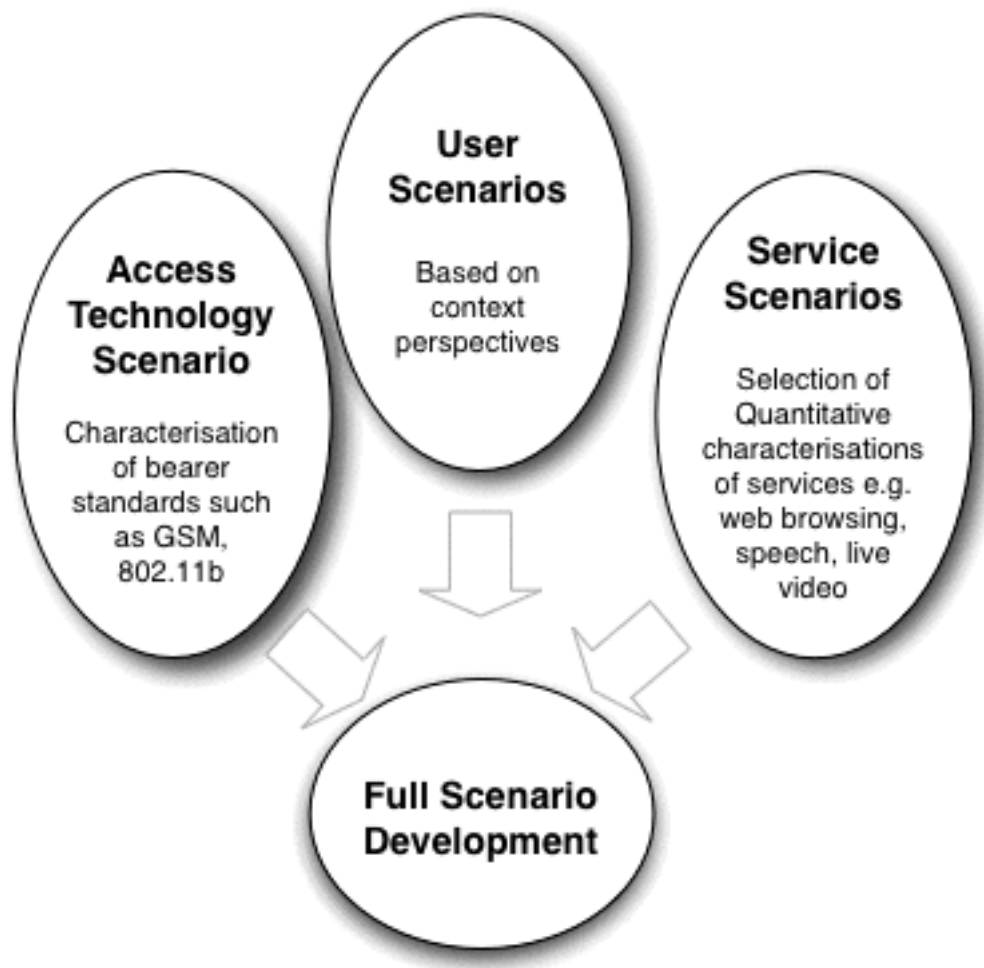 User
Scenarios
Based on
context
perspectives
Access
Technology
Scenario
Characterisation
of bearer
standards such
as GSM,
802.11b
Service
Scenarios
Selection of
Quantitative
characterisations
of services e.g.
web browsing,
speech, live
video
Full Scenario
Development